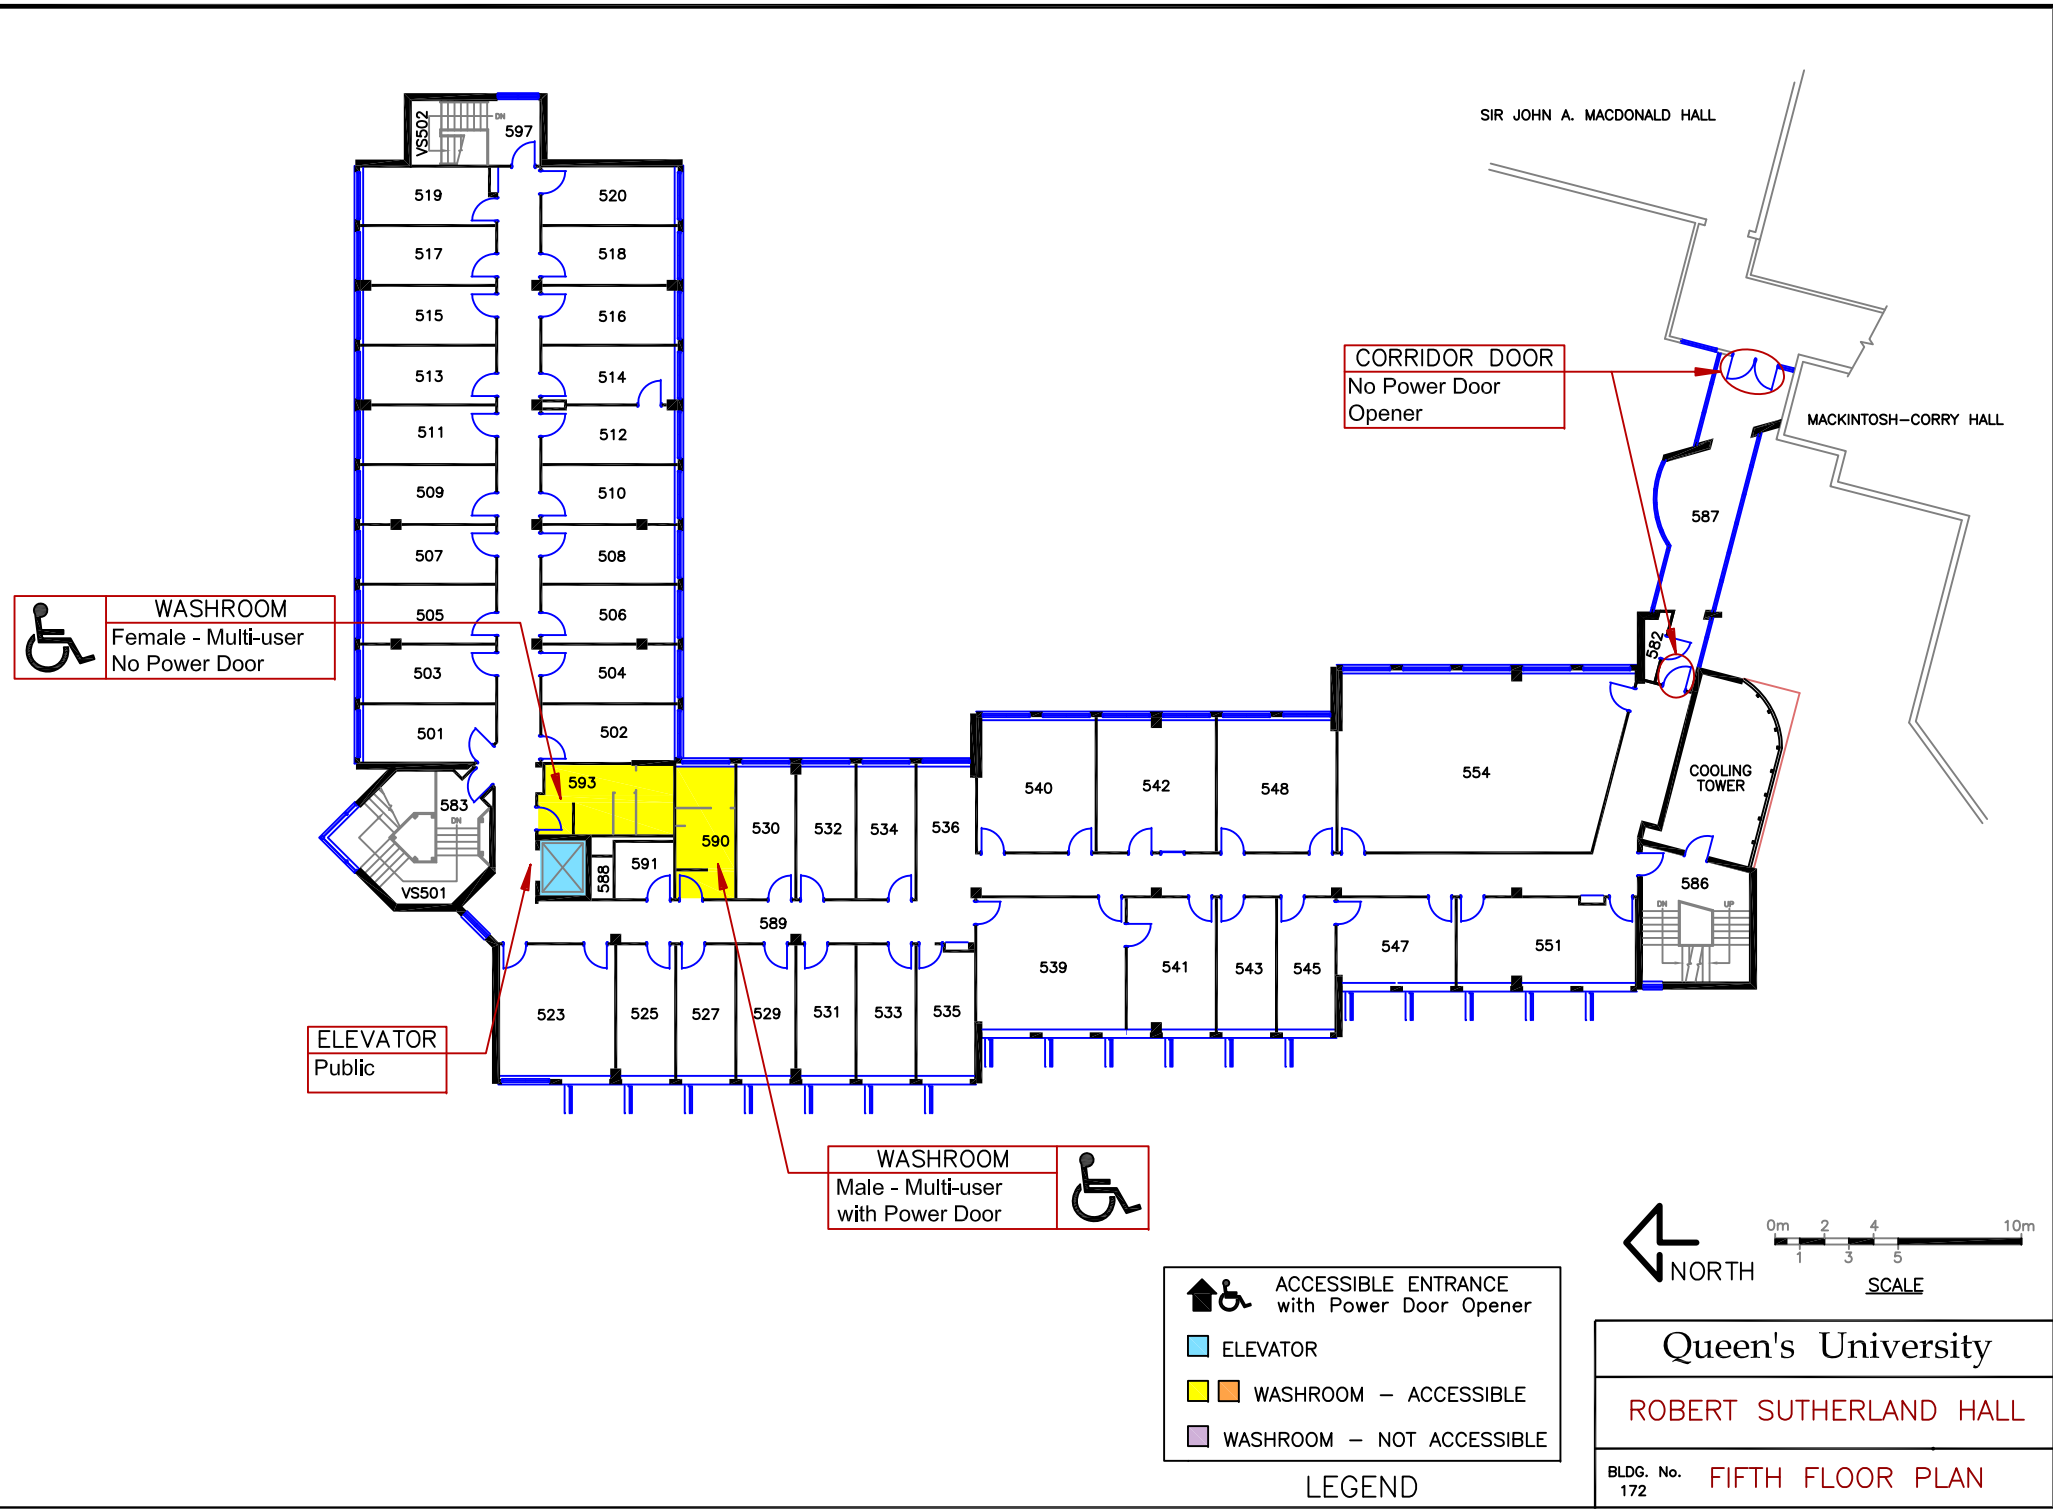 SIR JOHN A. MACDONALD HALL
VS502
DN
597
519
520
517
518
515
516
CORRIDOR DOOR
No Power Door
Opener
513
514
MACKINTOSH-CORRY HALL
511
512
509
510
587
507
508
WASHROOM
Female - Multi-user
No Power Door
505
506
582
503
504
501
502
593
583
DN
VS501
540
542
548
554
COOLING
TOWER
530
532
534
536
590
591
588
586
DN
UP
589
523
525
527
529
531
533
535
539
541
543
545
547
551
ELEVATOR
Public
WASHROOM
Male - Multi-user
with Power Door
NORTH
0m 2 4 10m
1 3 5
SCALE
ACCESSIBLE ENTRANCE
with Power Door Opener
ELEVATOR
WASHROOM - ACCESSIBLE
WASHROOM - NOT ACCESSIBLE
LEGEND
Queen's University
ROBERT SUTHERLAND HALL
BLDG. No.
172
FIFTH FLOOR PLAN